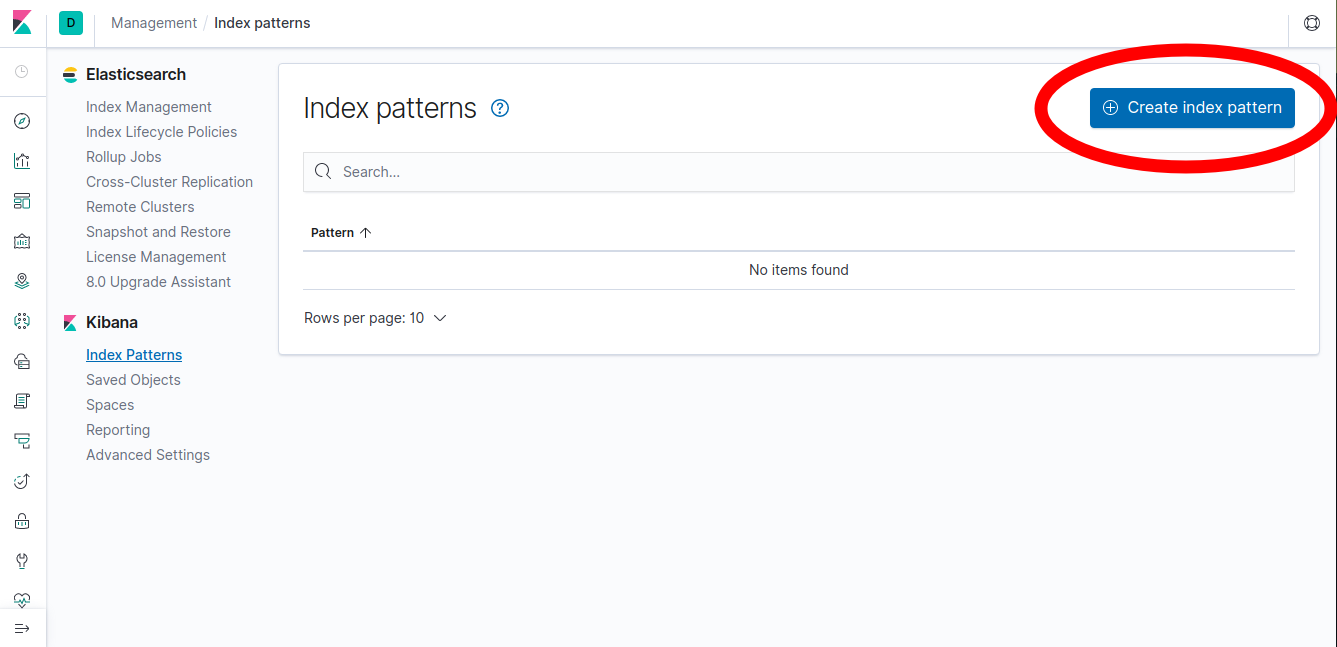 D Management / Index patterns
Elasticsearch
Index Management
Index Lifecycle Policies
Rollup Jobs
Cross-Cluster Replication
Remote Clusters
Snapshot and Restore
License Management
8.0 Upgrade Assistant
Kibana
Index Patterns
Saved Objects
Spaces
Reporting
Advanced Settings
Index patterns ?
Create index pattern
Search...
Pattern
No items found
Rows per page: 10